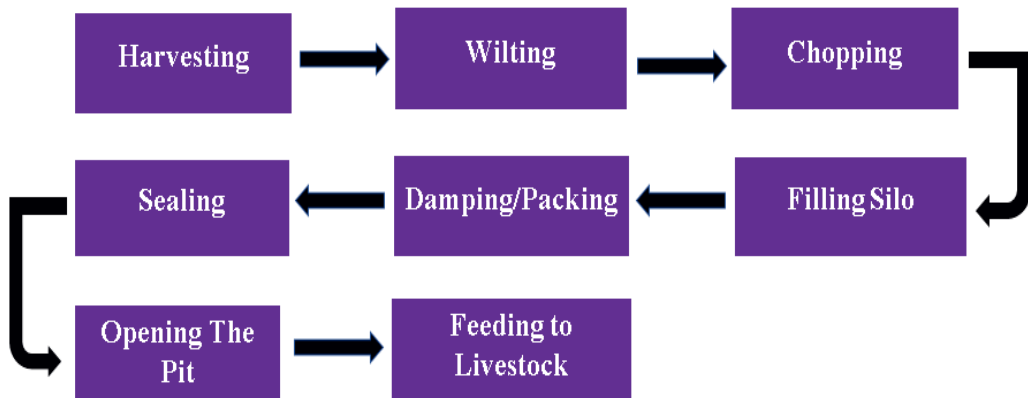 Harvesting
Wilting
Chopping
Filling Silo
Damping/Packing
Sealing
Opening The
Pit
Feeding to
Livestock